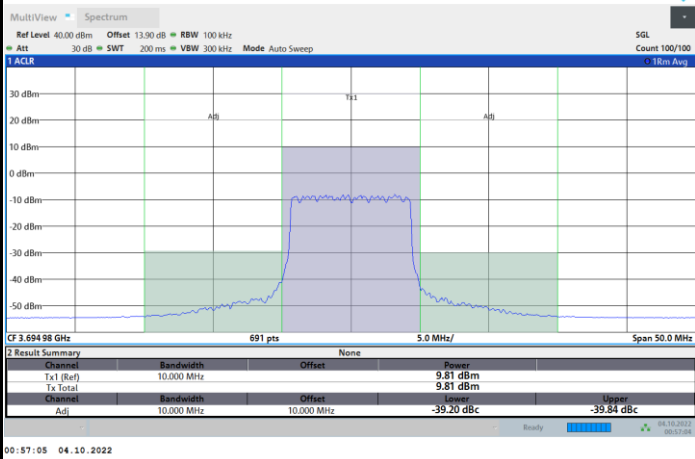 MultiView Spectrum
Ref Level 40.00 dBm Offset 13.90 dB RBW 100 kHz SGL
Att 30 dB SWT 200 ms VBW 300 kHz Mode Auto Sweep Count 100/100
1 ACLR 1Rm Avg
30 dBm
Tx1
20 dBm
Adj Adj
10 dBm
0 dBm
-10 dBm
-20 dBm
-30 dBm
-40 dBm
-50 dBm
CF 3.694 98 GHz 691 pts 5.0 MHz/ Span 50.0 MHz
2 Result Summary None
Channel Bandwidth Offset Power
Tx1 (Ref) 10.000 MHz 9.81 dBm
Tx Total 9.81 dBm
Channel Bandwidth Offset Lower Upper
Adj 10.000 MHz 10.000 MHz -39.20 dBc -39.84 dBc
Ready 04.10.2022
00:57:04
00:57:05 04.10.2022